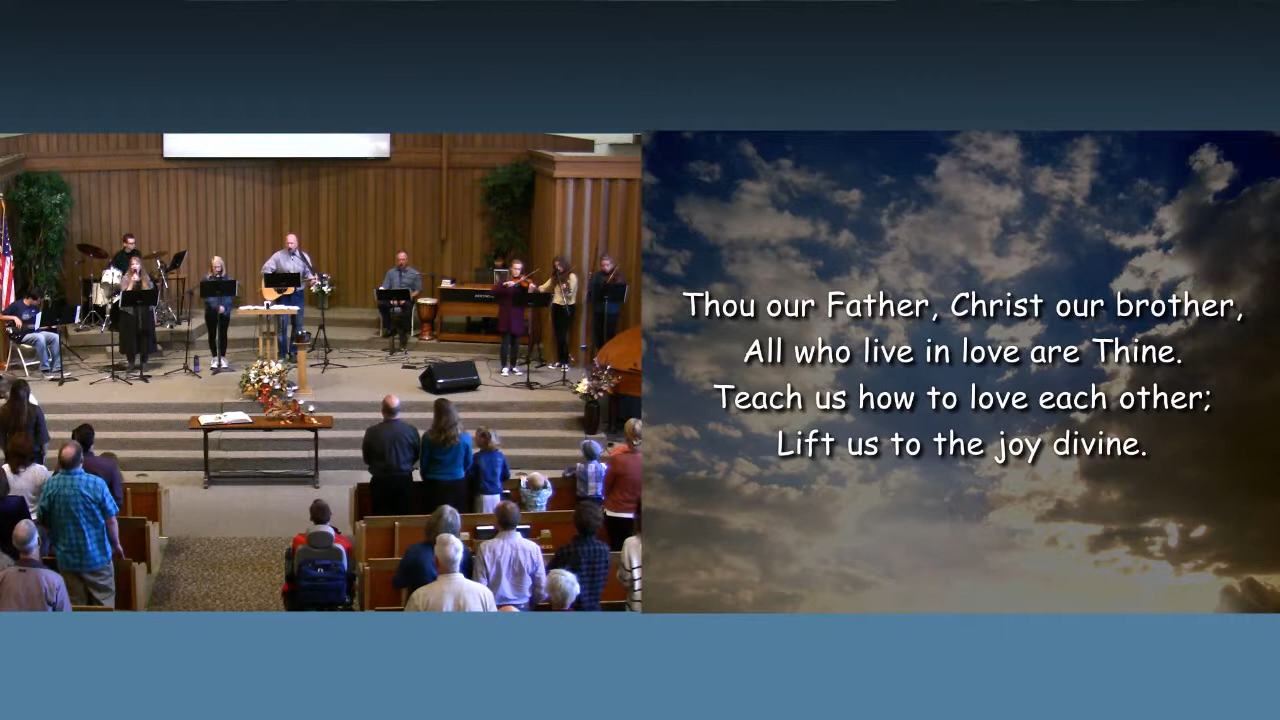 Thou our Father, Christ our brother,
All who live in love are Thine.
Teach us how to love each other;
Lift us to the joy divine.